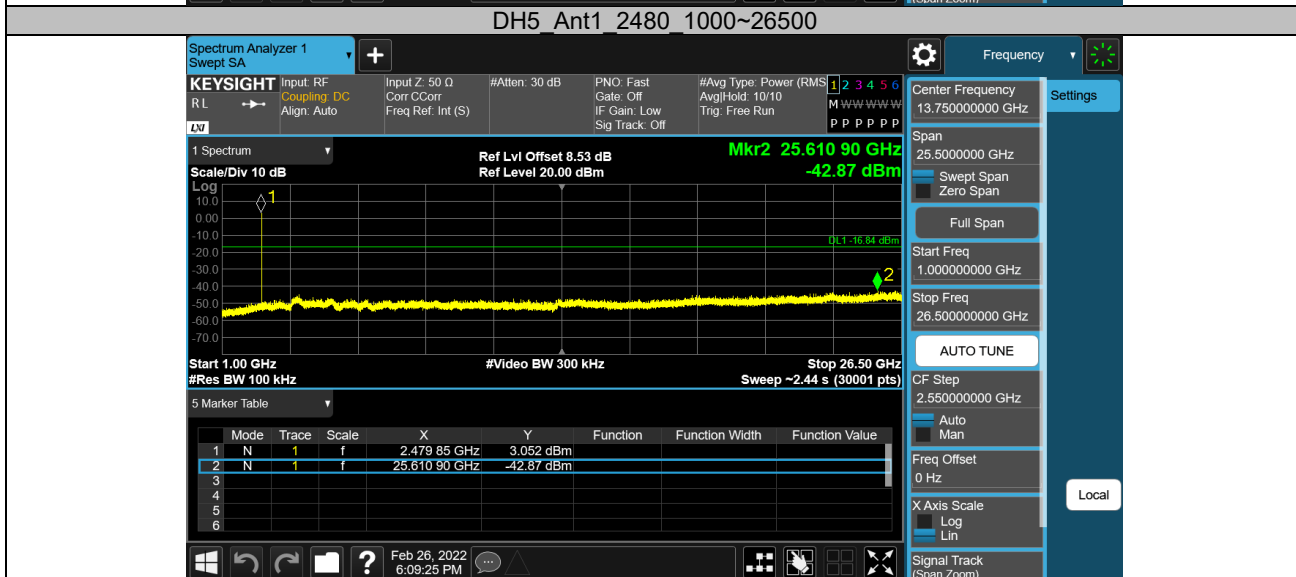 (Span Zoom)
DH5_Ant1_2480_1000~26500
Spectrum Analyzer 1
Swept SA
Frequency
KEYSIGHT
RL
LXI
Input: RF
Coupling: DC
Align: Auto
Input Z: 50 Ω
Corr CCorr
Freq Ref: Int (S)
#Atten: 30 dB
PNO: Fast
Gate: Off
IF Gain: Low
Sig Track: Off
#Avg Type: Power (RMS
Avg|Hold: 10/10
Trig: Free Run
1 2 3 4 5 6
M W W W W W
P P P P P P
1 Spectrum
Scale/Div 10 dB
Ref Lvl Offset 8.53 dB
Ref Level 20.00 dBm
Mkr2 25.610 90 GHz
-42.87 dBm
Log
10.0
0.00
-10.0
-20.0
-30.0
-40.0
-50.0
-60.0
-70.0
1
DL1 -16.84 dBm
2
Start 1.00 GHz
#Video BW 300 kHz
Stop 26.50 GHz
#Res BW 100 kHz
Sweep ~2.44 s (30001 pts)
5 Marker Table
Mode Trace Scale X Y Function Function Width Function Value
1 N 1 f 2.479 85 GHz 3.052 dBm
2 N 1 f 25.610 90 GHz -42.87 dBm
3
4
5
6
Feb 26, 2022
6:09:25 PM
Center Frequency
13.750000000 GHz
Settings
Span
25.5000000 GHz
Swept Span
Zero Span
Full Span
Start Freq
1.000000000 GHz
Stop Freq
26.500000000 GHz
AUTO TUNE
CF Step
2.550000000 GHz
Auto
Man
Freq Offset
0 Hz
Local
X Axis Scale
Log
Lin
Signal Track
(Span Zoom)